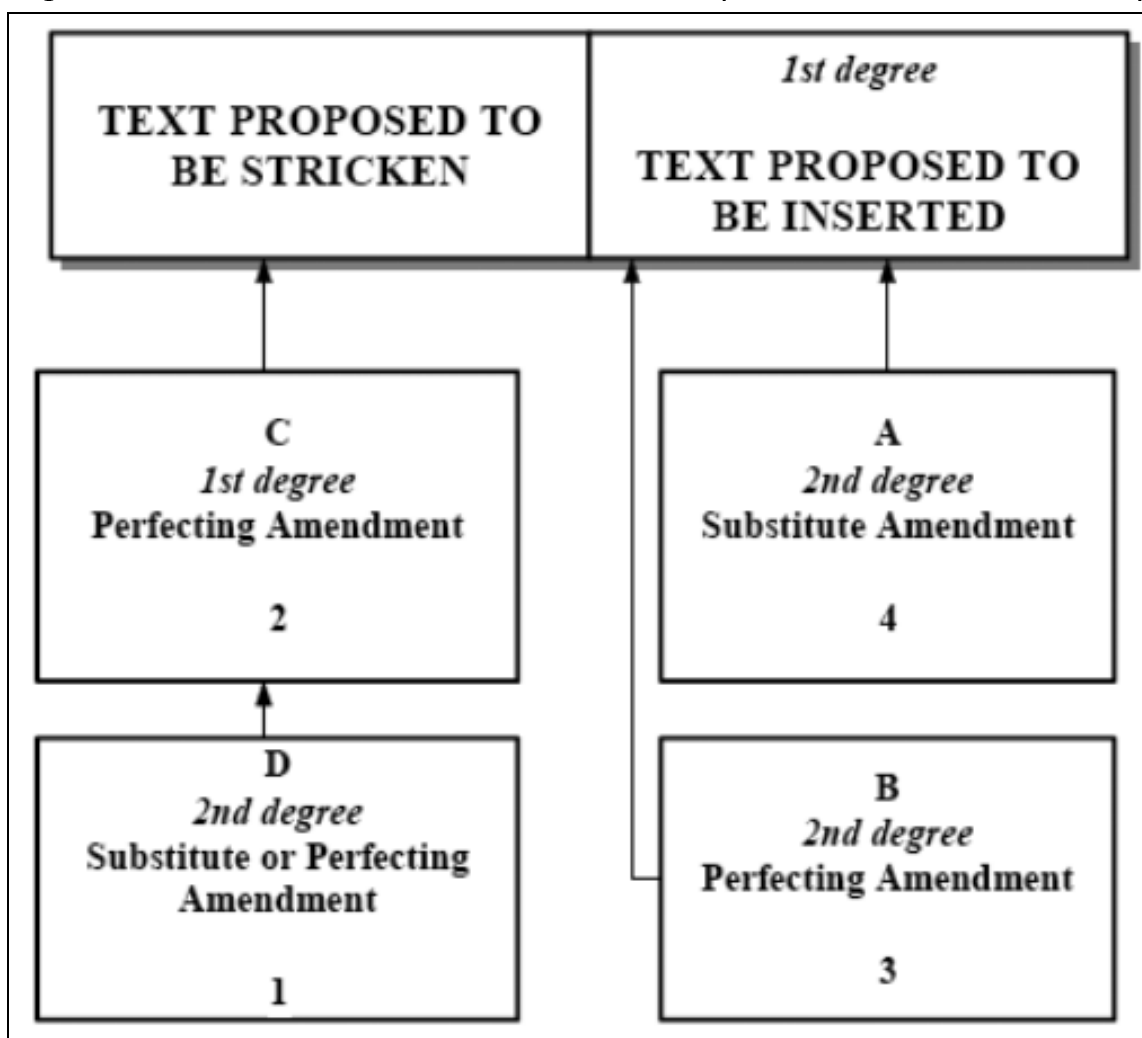 TEXT PROPOSED TO
BE STRICKEN
1st degree
TEXT PROPOSED TO
BE INSERTED
C
1st degree
Perfecting Amendment
2
A
2nd degree
Substitute Amendment
4
D
2nd degree
Substitute or Perfecting
Amendment
1
B
2nd degree
Perfecting Amendment
3